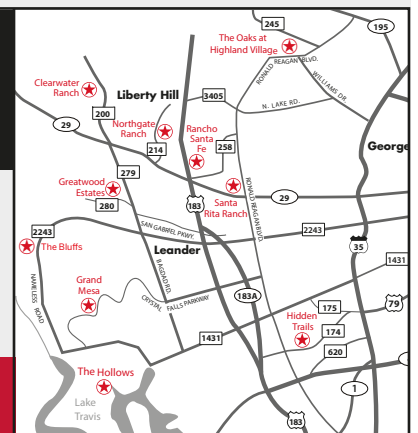 245
195
The Oaks at
Highland Village
RONALD REAGAN BLVD.
WILLIAMS DR.
Clearwater
Ranch
Liberty Hill
3405
N. LAKE RD.
200
29
Northgate
Ranch
Rancho
Santa
Fe
214
258
George
279
Greatwood
Estates
280
183
Santa
Rita Ranch
RONALD REAGAN BLVD.
29
SAN GABRIEL PKWY.
2243
2243
35
The Bluffs
Leander
BAGDAD RD.
1431
NAMELESS ROAD
Grand
Mesa
CRYSTAL FALLS PARKWAY
183A
175
79
Hidden
Trails
174
1431
620
The Hollows
1
Lake
Travis
183